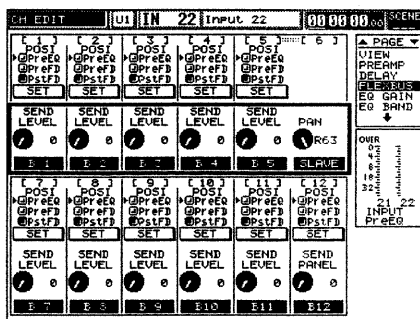 CH EDIT U1 IN 22 Input 22 00 00 00.00 SCENE
[ 1 ] [ 2 ] [ 3 ] [ 4 ] [ 5 ] [ 6 ]
POSI POSI POSI POSI POSI
PreEQ PreEQ PreEQ PreEQ PreEQ
PreFD PreFD PreFD PreFD PreFD
PstFD PstFD PstFD PstFD PstFD
SET SET SET SET SET
SEND LEVEL SEND LEVEL SEND LEVEL SEND LEVEL SEND LEVEL PAN
0 0 0 0 0 R63
B 1 B 2 B 3 B 4 B 5 SLAVE
[ 7 ] [ 8 ] [ 9 ] [10] [11] [12]
POSI POSI POSI POSI POSI POSI
PreEQ PreEQ PreEQ PreEQ PreEQ PreEQ
PreFD PreFD PreFD PreFD PreFD PreFD
PstFD PstFD PstFD PstFD PstFD PstFD
SET SET SET SET SET SET
SEND LEVEL SEND LEVEL SEND LEVEL SEND LEVEL SEND LEVEL SEND PANEL
0 0 0 0 0 0
B 7 B 8 B 9 B10 B11 B12
▲ PAGE ▼
VIEW
PREAMP
DELAY
FLEXBUS
EQ GAIN
EQ BAND
OVER
0
4
8
18
32
21 22
INPUT
PreEQ